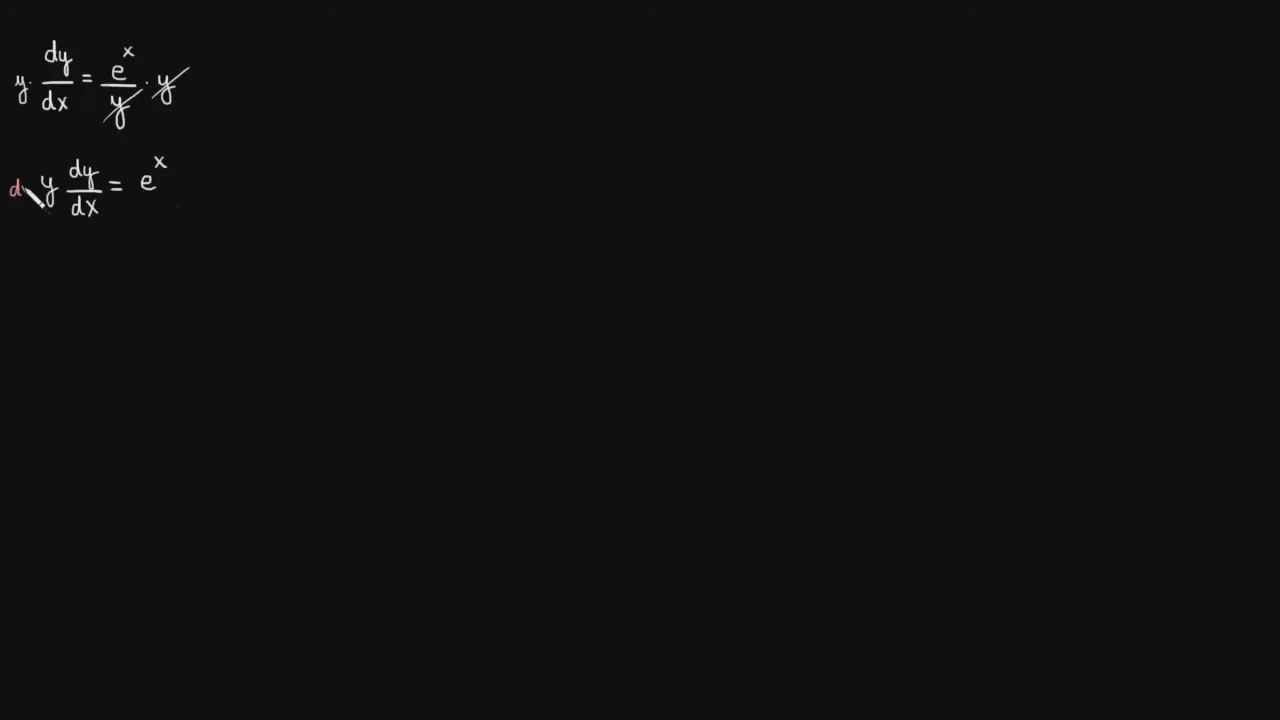 y · dy/dx = e^x/y · y
d y dy/dx = e^x